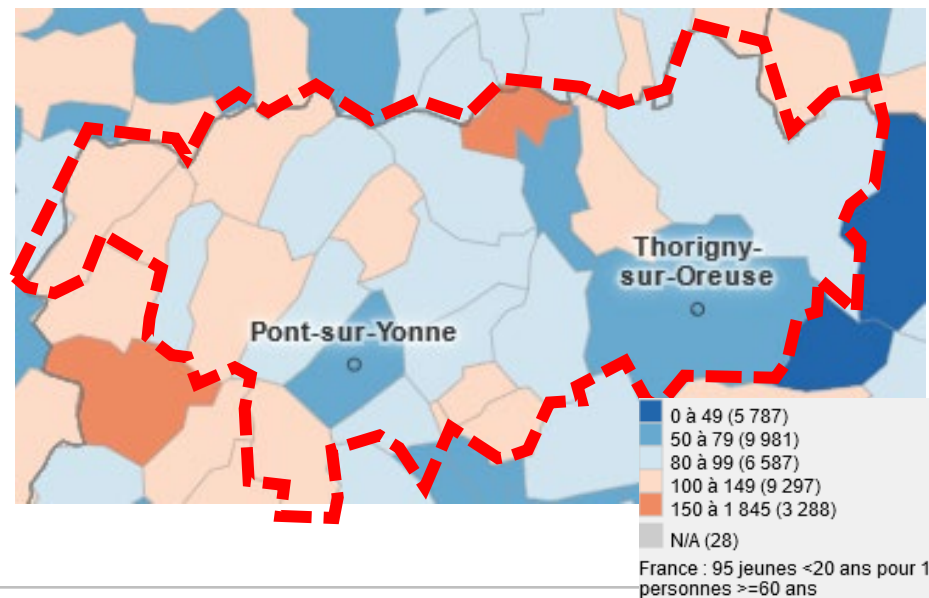 Thorigny-
sur-Oreuse
Pont-sur-Yonne
0 à 49 (5 787)
50 à 79 (9 981)
80 à 99 (6 587)
100 à 149 (9 297)
150 à 1 845 (3 288)
N/A (28)
France : 95 jeunes <20 ans pour 1
personnes >=60 ans